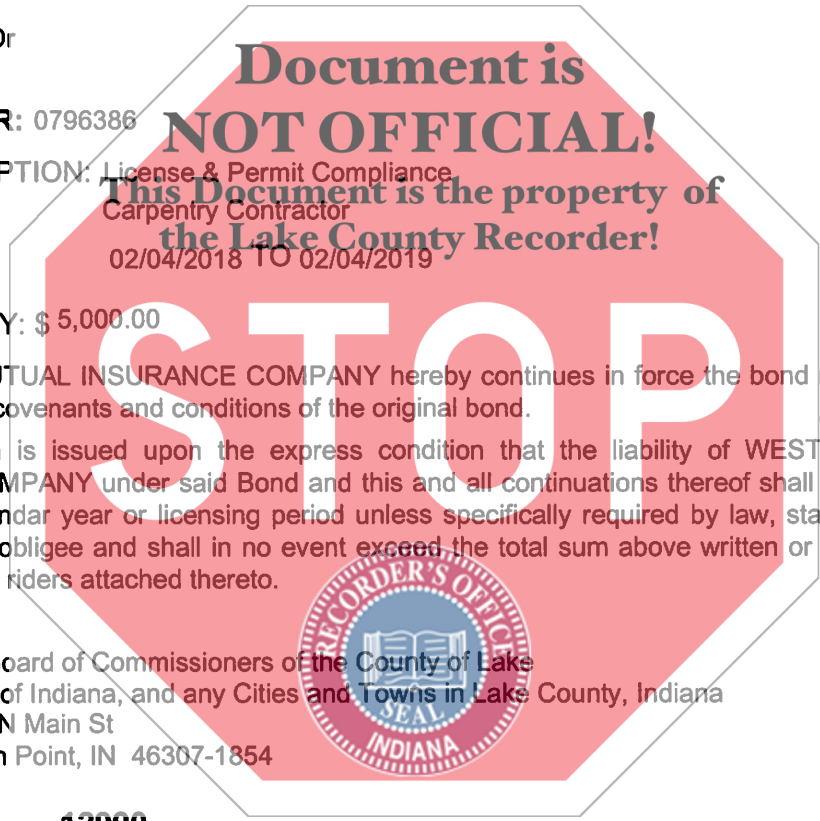 Dr
Document is
NOT OFFICIAL!
This Document is the property of
the Lake County Recorder!
R: 0796386
PTION: License & Permit Compliance
Carpentry Contractor
02/04/2018 TO 02/04/2019
Y: $ 5,000.00
STOP
TUAL INSURANCE COMPANY hereby continues in force the bond
covenants and conditions of the original bond.
is issued upon the express condition that the liability of WEST
MPANY under said Bond and this and all continuations thereof shall
ndar year or licensing period unless specifically required by law, sta
obligee and shall in no event exceed the total sum above written or
riders attached thereto.
RECORDER'S OFFICE
SEAL
INDIANA
oard of Commissioners of the County of Lake
of Indiana, and any Cities and Towns in Lake County, Indiana
N Main St
n Point, IN 46307-1854